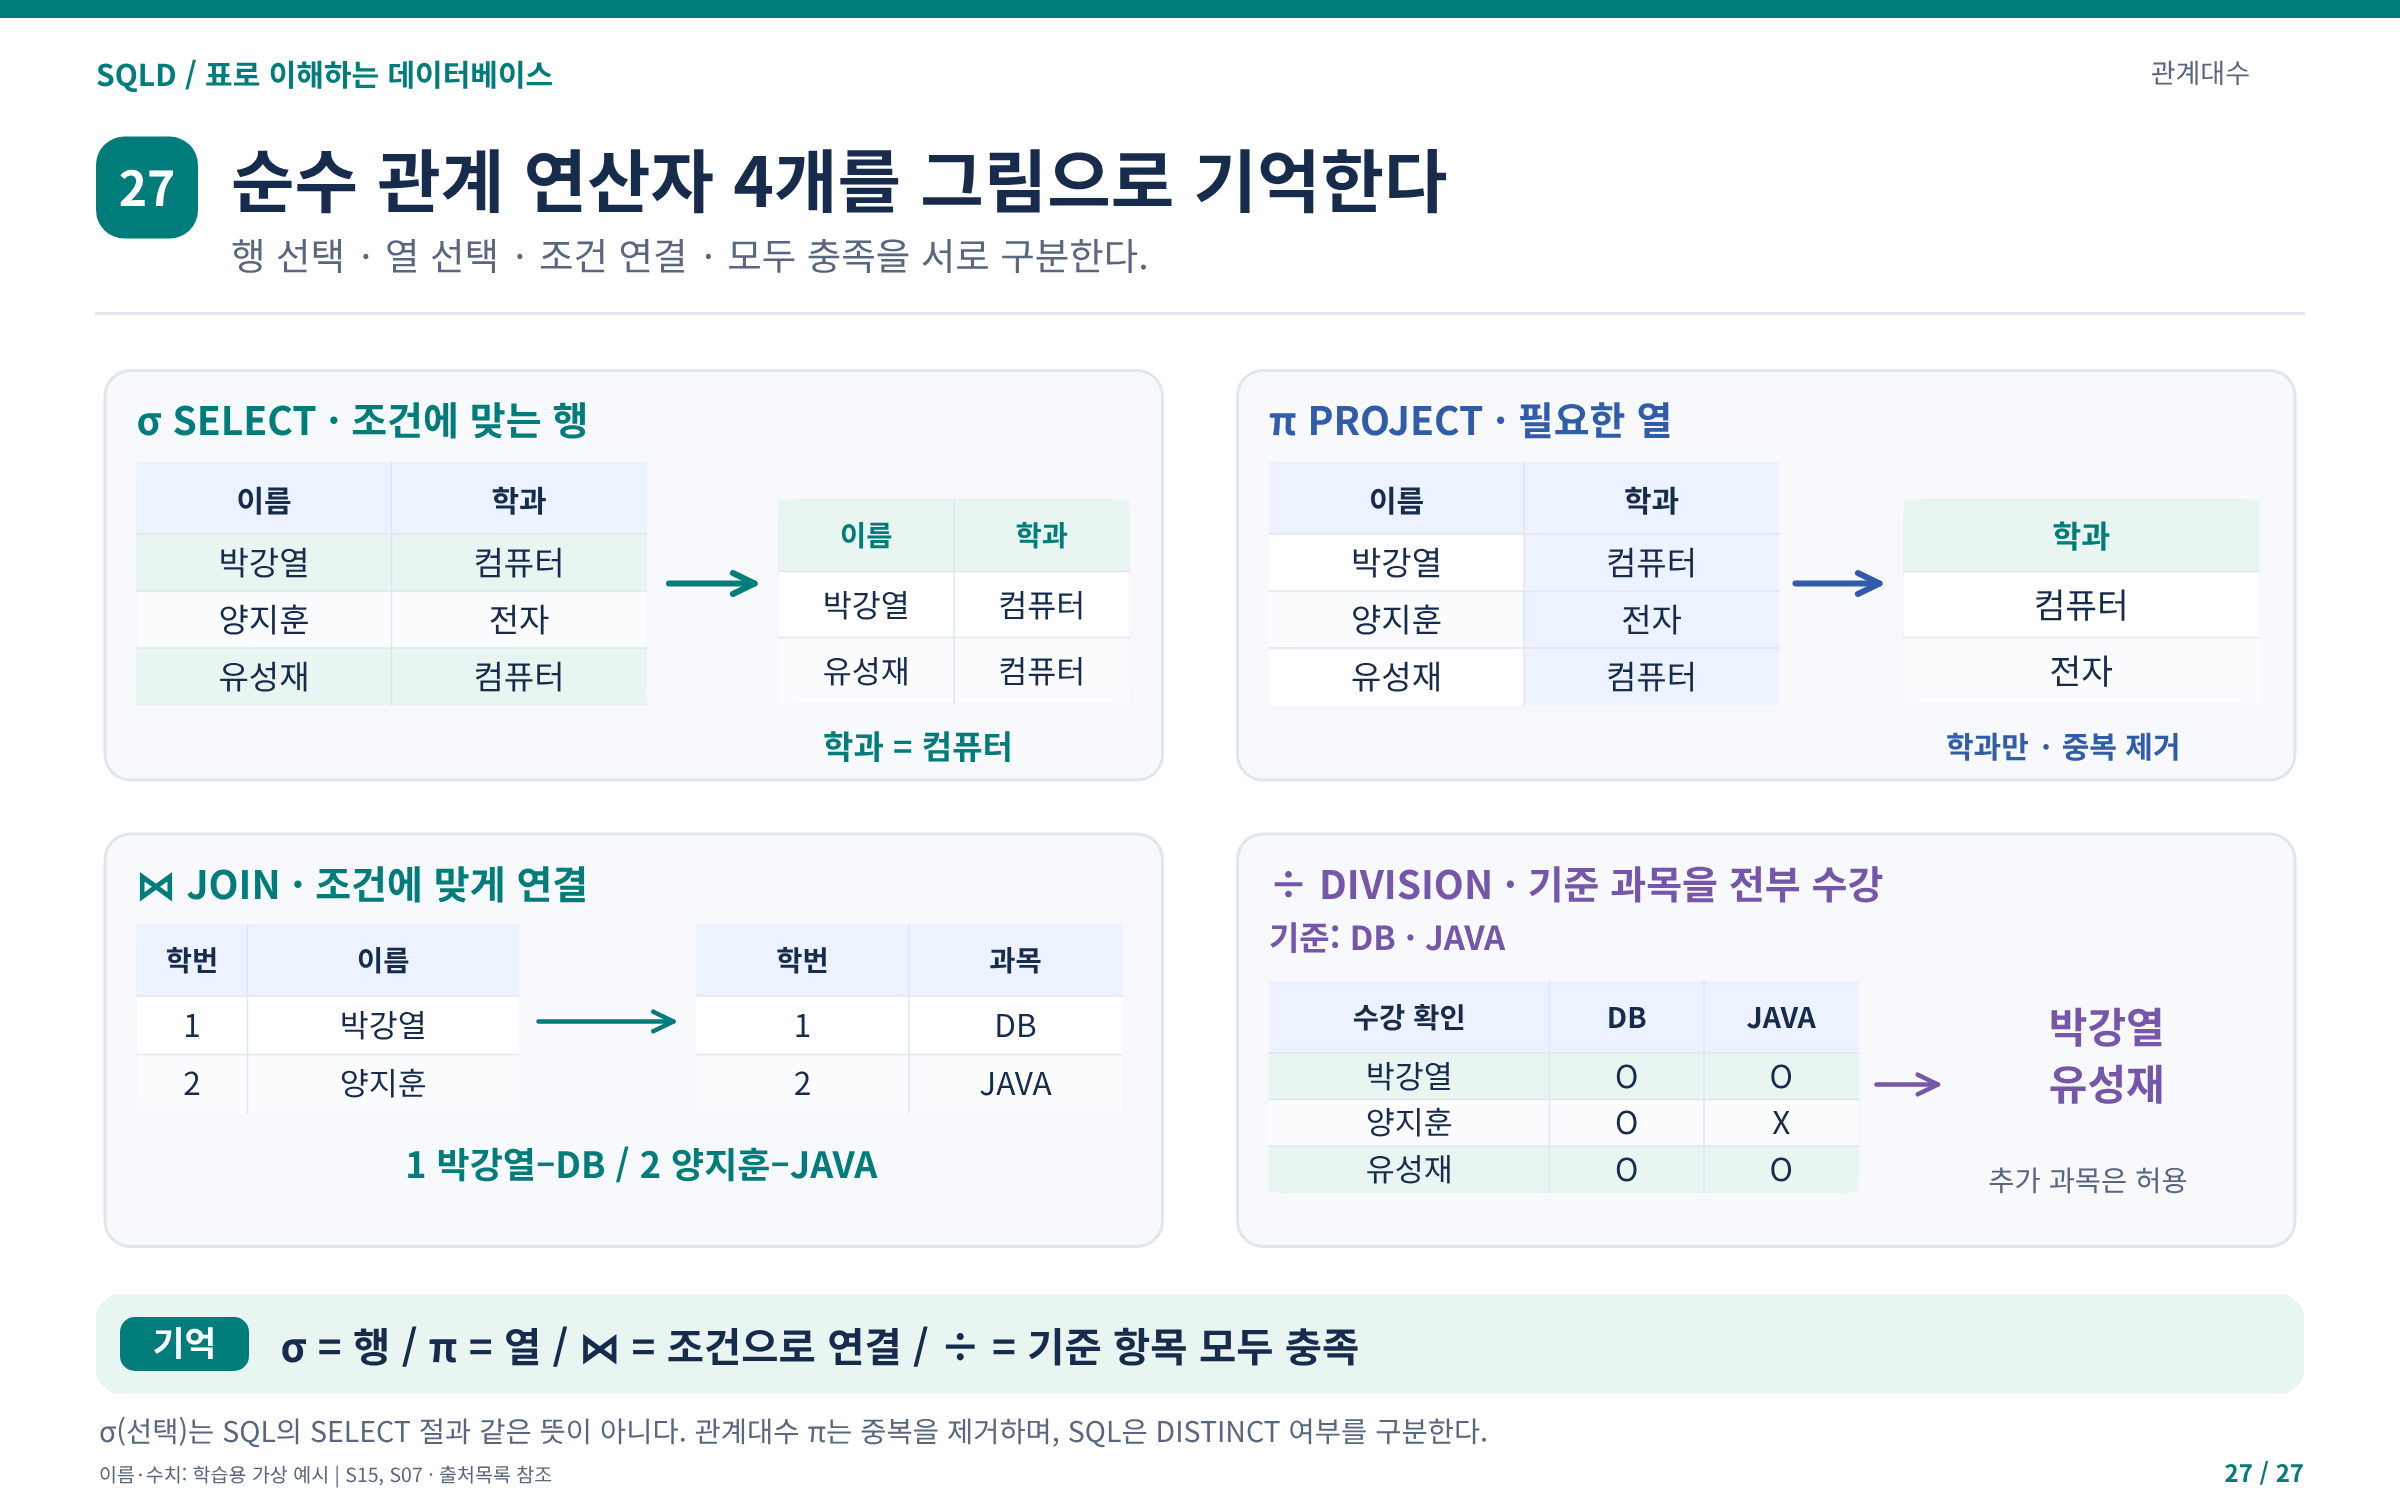 SQLD / 표로 이해하는 데이터베이스
관계대수
27
순수 관계 연산자 4개를 그림으로 기억한다
행 선택 · 열 선택 · 조건 연결 · 모두 충족을 서로 구분한다.
σ SELECT · 조건에 맞는 행
이름 학과
박강열 컴퓨터
양지훈 전자
유성재 컴퓨터
이름 학과
박강열 컴퓨터
유성재 컴퓨터
학과 = 컴퓨터
π PROJECT · 필요한 열
이름 학과
박강열 컴퓨터
양지훈 전자
유성재 컴퓨터
학과
컴퓨터
전자
학과만 · 중복 제거
⋈ JOIN · 조건에 맞게 연결
학번 이름
1 박강열
2 양지훈
학번 과목
1 DB
2 JAVA
1 박강열–DB / 2 양지훈–JAVA
÷ DIVISION · 기준 과목을 전부 수강
기준: DB · JAVA
수강 확인 DB JAVA
박강열 O O
양지훈 O X
유성재 O O
박강열
유성재
추가 과목은 허용
기억
σ = 행 / π = 열 / ⋈ = 조건으로 연결 / ÷ = 기준 항목 모두 충족
σ(선택)는 SQL의 SELECT 절과 같은 뜻이 아니다. 관계대수 π는 중복을 제거하며, SQL은 DISTINCT 여부를 구분한다.
이름·수치: 학습용 가상 예시 | S15, S07 · 출처목록 참조
27 / 27